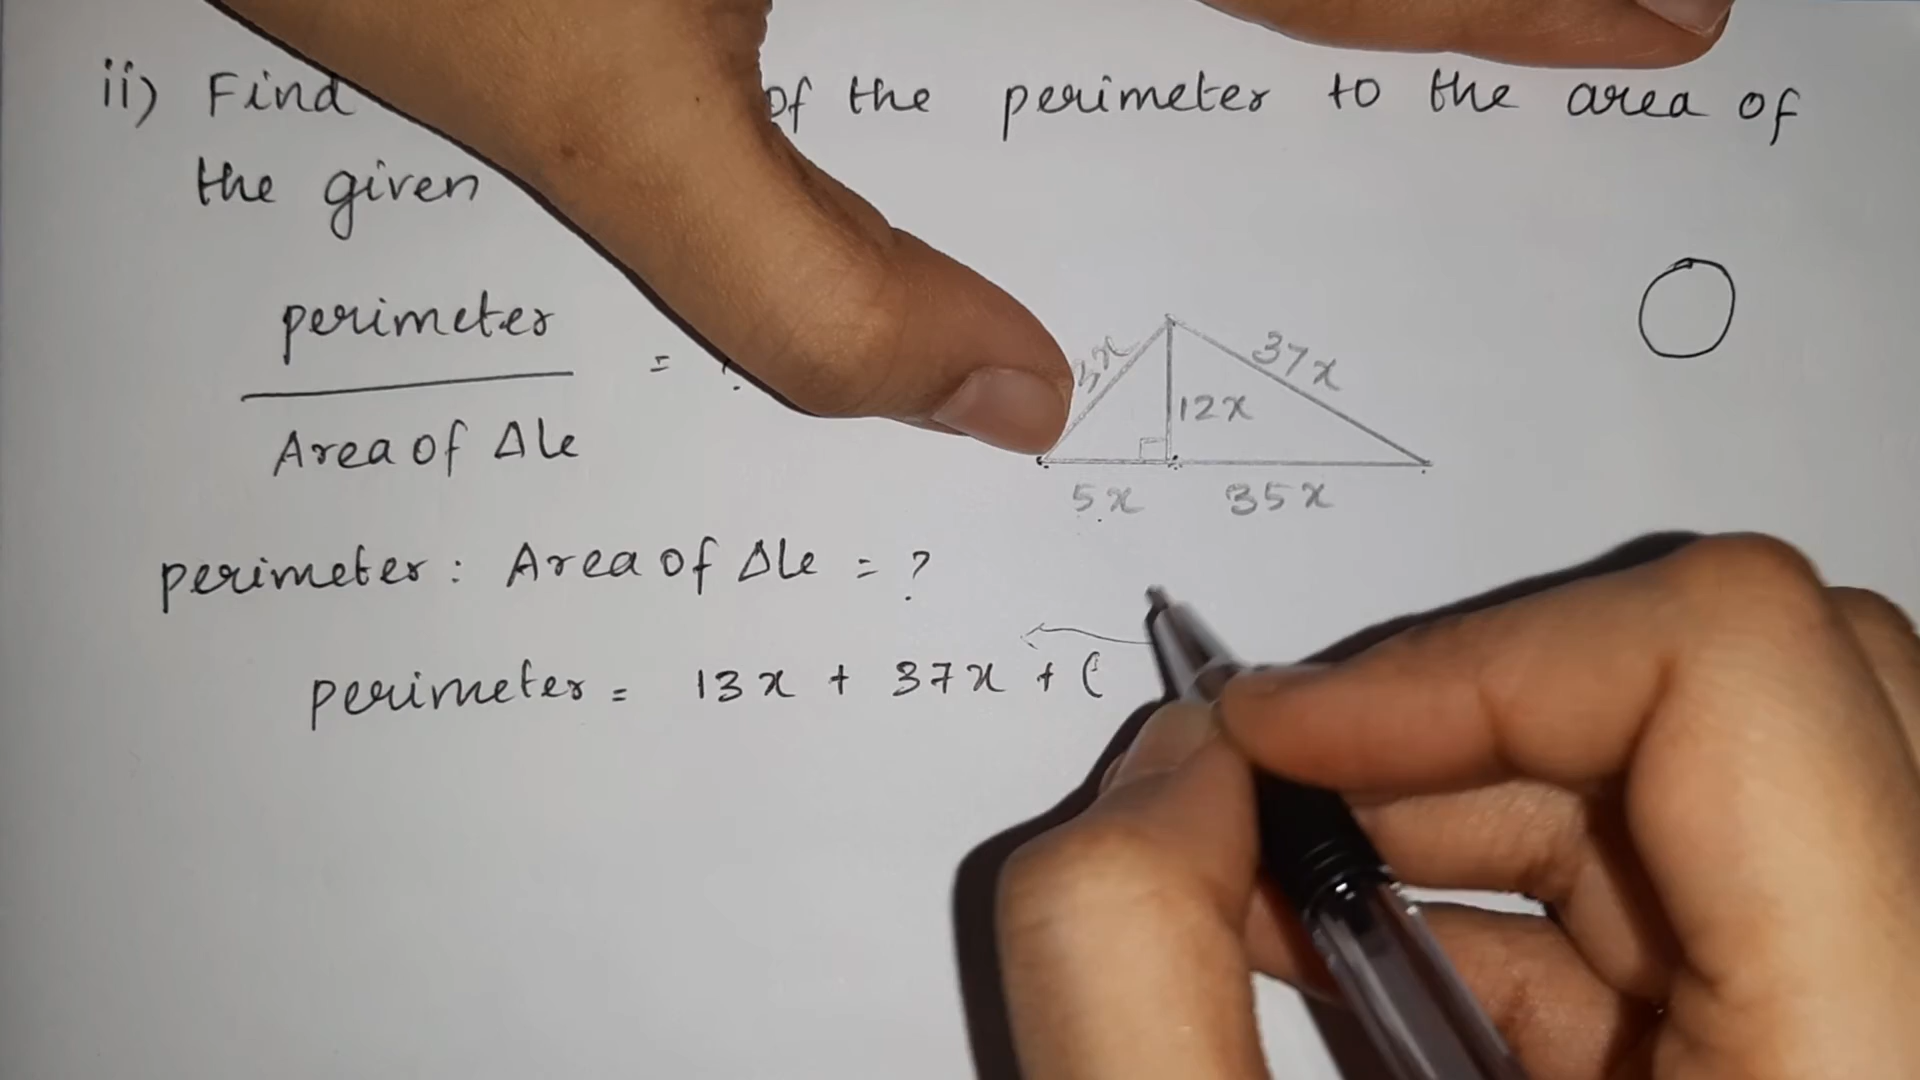 ii) Find of the perimeter to the area of
the given
perimeter
= ?
Area of Δle
3x
37x
12x
5x 35x
perimeter : Area of Δle = ?
perimeter = 13x + 37x + (